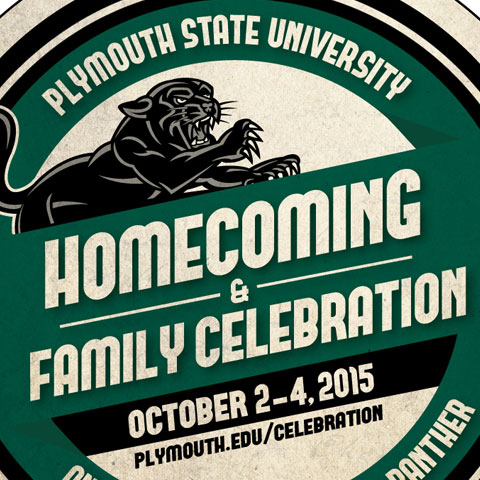 PLYMOUTH STATE UNIVERSITY
HOMECOMING
&
FAMILY CELEBRATION
OCTOBER 2-4, 2015
PLYMOUTH.EDU/CELEBRATION
PANTHER